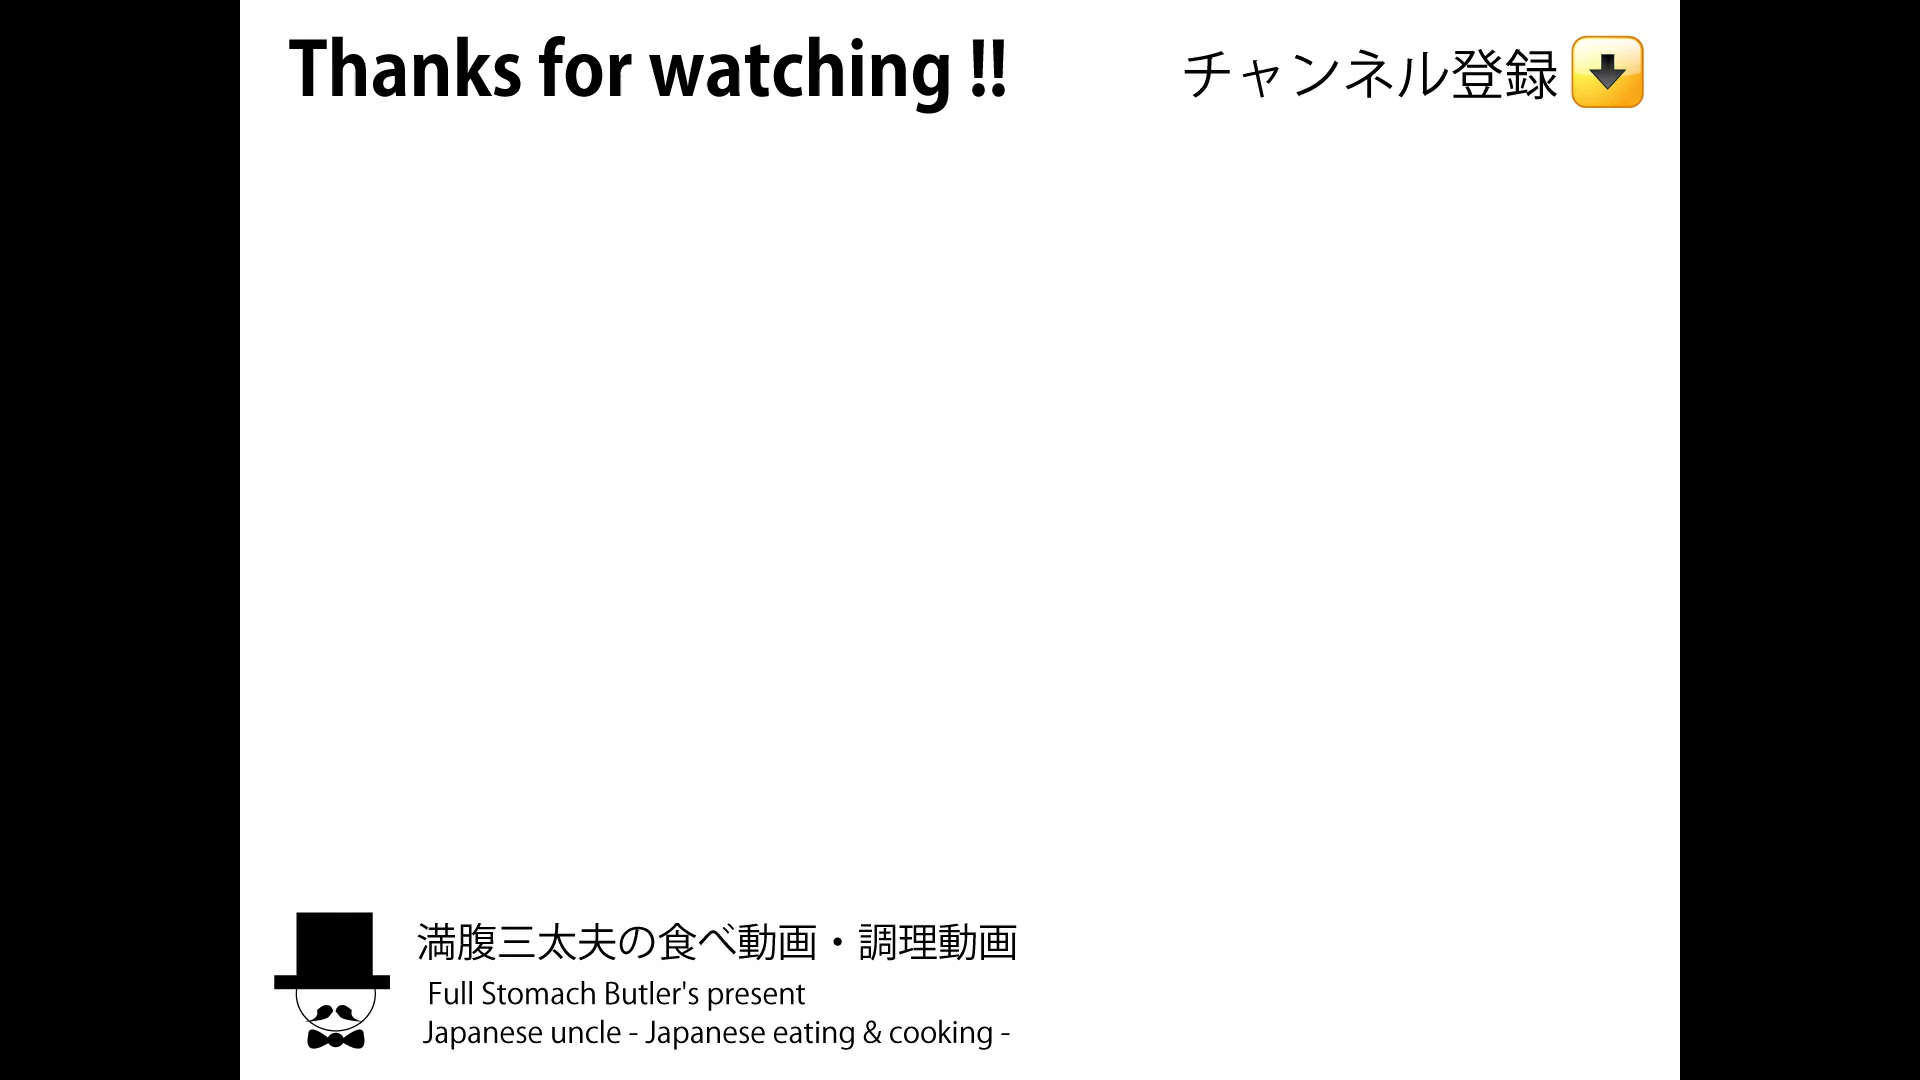 Thanks for watching !!
チャンネル登録
満腹三太夫の食べ動画・調理動画
Full Stomach Butler's present
Japanese uncle - Japanese eating & cooking -